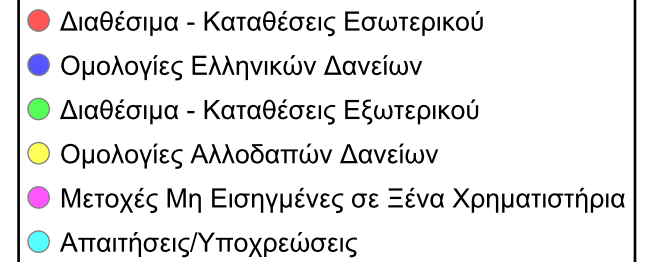 Διαθέσιμα - Καταθέσεις Εσωτερικού
Ομολογίες Ελληνικών Δανείων
Διαθέσιμα - Καταθέσεις Εξωτερικού
Ομολογίες Αλλοδαπών Δανείων
Μετοχές Μη Εισηγμένες σε Ξένα Χρηματιστήρια
Απαιτήσεις/Υποχρεώσεις